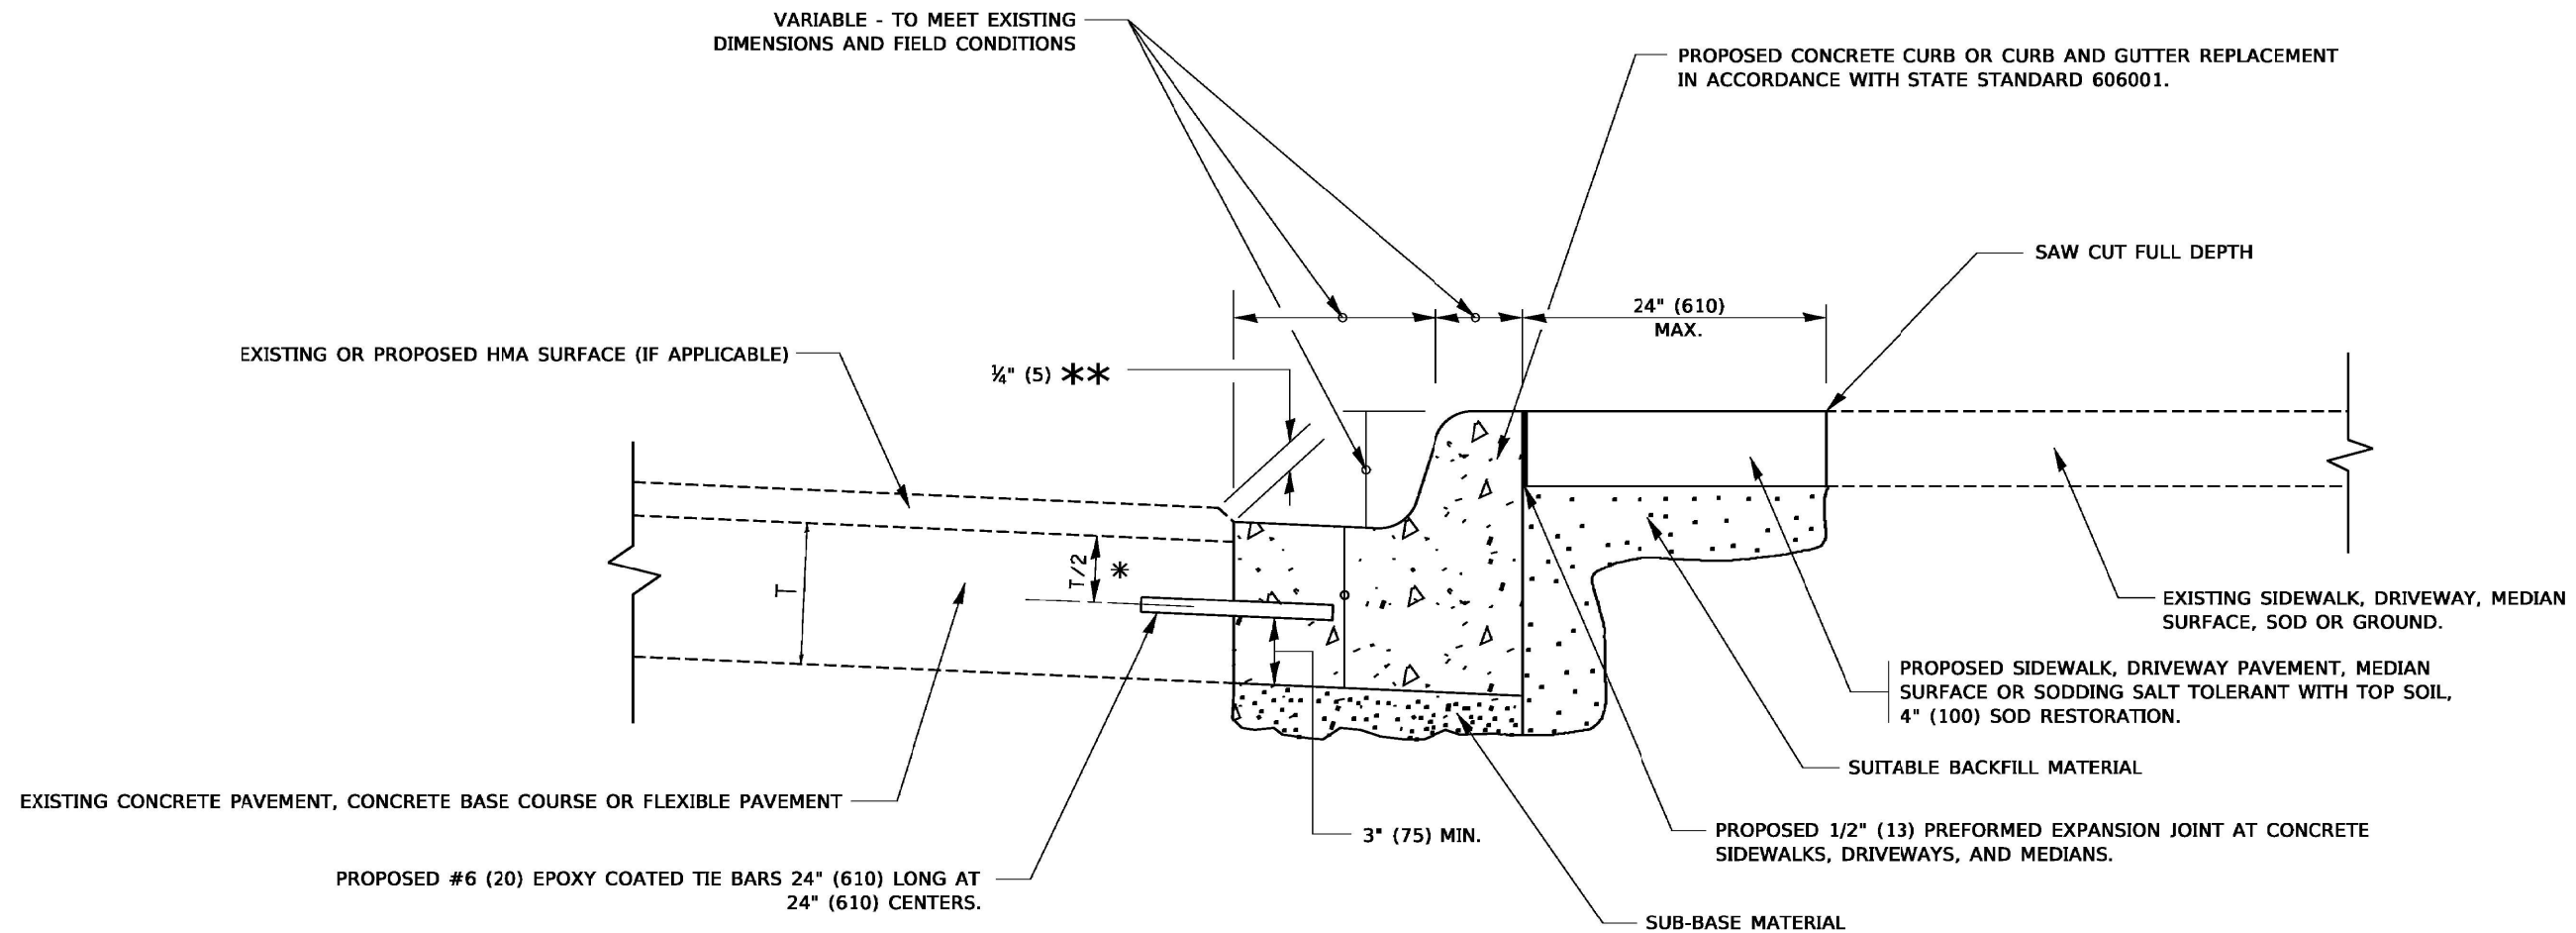 VARIABLE - TO MEET EXISTING
DIMENSIONS AND FIELD CONDITIONS
PROPOSED CONCRETE CURB OR CURB AND GUTTER REPLACEMENT
IN ACCORDANCE WITH STATE STANDARD 606001.
SAW CUT FULL DEPTH
24" (610)
MAX.
EXISTING OR PROPOSED HMA SURFACE (IF APPLICABLE)
¼" (5) **
T
T/2
*
EXISTING SIDEWALK, DRIVEWAY, MEDIAN
SURFACE, SOD OR GROUND.
PROPOSED SIDEWALK, DRIVEWAY PAVEMENT, MEDIAN
SURFACE OR SODDING SALT TOLERANT WITH TOP SOIL,
4" (100) SOD RESTORATION.
SUITABLE BACKFILL MATERIAL
EXISTING CONCRETE PAVEMENT, CONCRETE BASE COURSE OR FLEXIBLE PAVEMENT
3" (75) MIN.
PROPOSED 1/2" (13) PREFORMED EXPANSION JOINT AT CONCRETE
SIDEWALKS, DRIVEWAYS, AND MEDIANS.
PROPOSED #6 (20) EPOXY COATED TIE BARS 24" (610) LONG AT
24" (610) CENTERS.
SUB-BASE MATERIAL